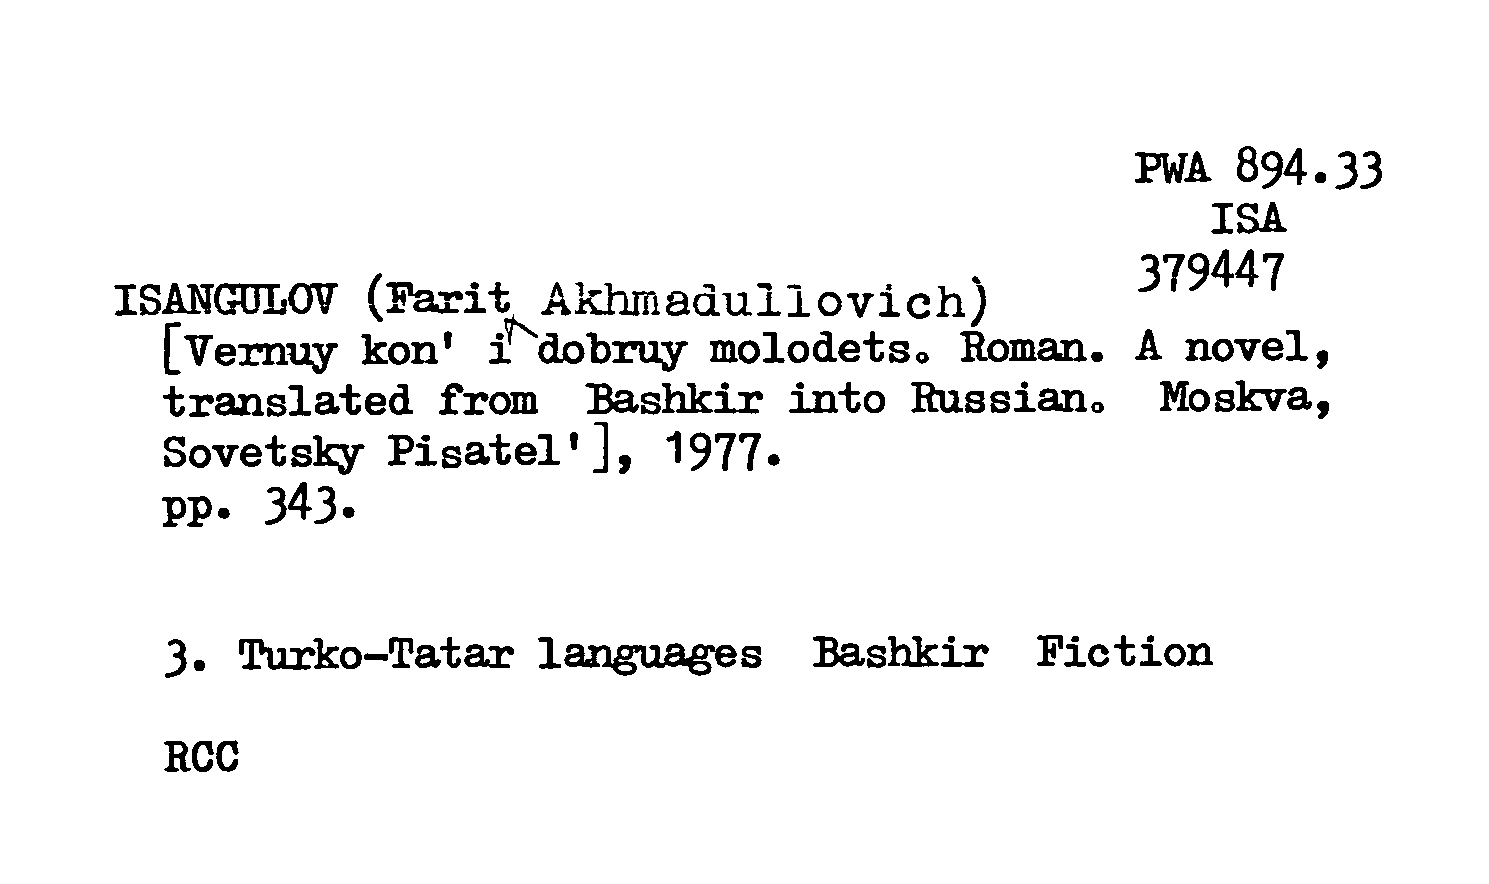 PWA 894.33
ISA
379447
ISANGULOV (Farit Akhmadullovich)
[Vernuy kon' i dobruy molodets. Roman. A novel,
translated from Bashkir into Russian. Moskva,
Sovetsky Pisatel'], 1977.
pp. 343.
3. Turko-Tatar languages Bashkir Fiction
RCC